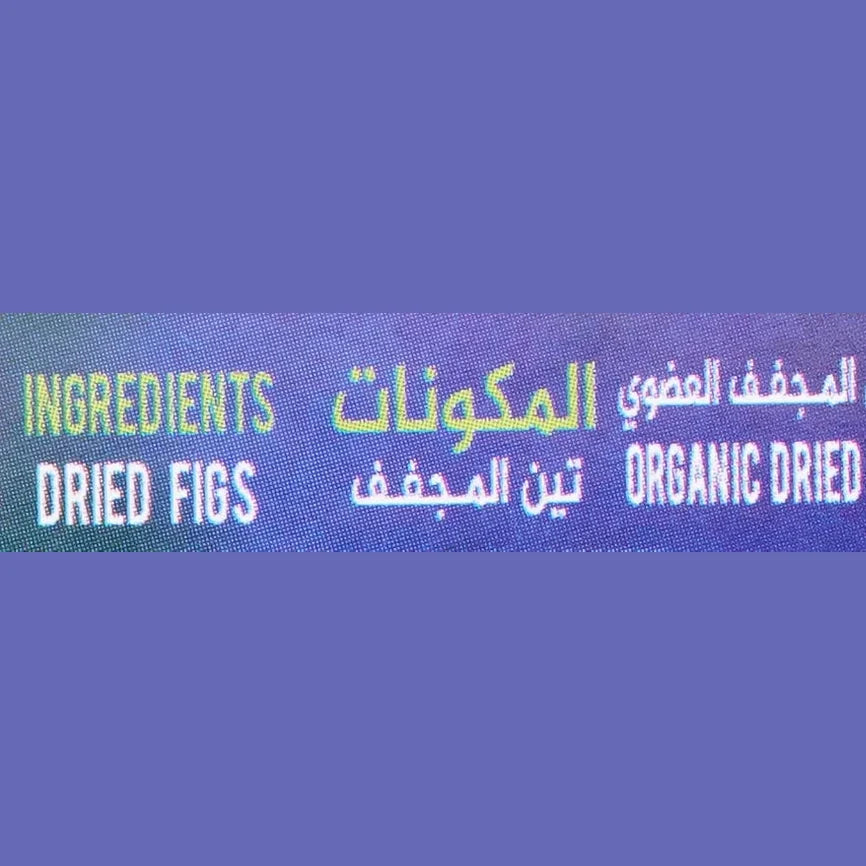 INGREDIENTS
DRIED FIGS
المكونات
تين المجفف
المجفف العضوي
ORGANIC DRIED